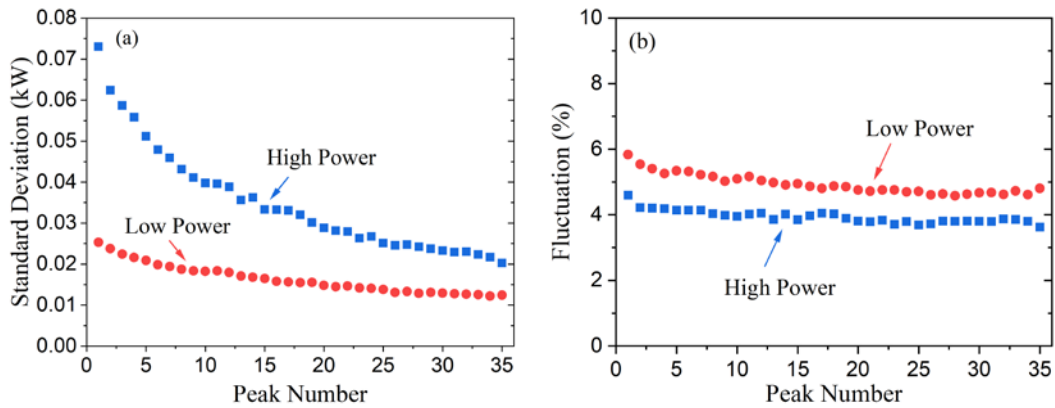 (a)
Standard Deviation (kW)
0.08
0.07
0.06
0.05
0.04
0.03
0.02
0.01
0.00
High Power
Low Power
0 5 10 15 20 25 30 35
Peak Number
(b)
Fluctuation (%)
10
8
6
4
2
0
Low Power
High Power
0 5 10 15 20 25 30 35
Peak Number